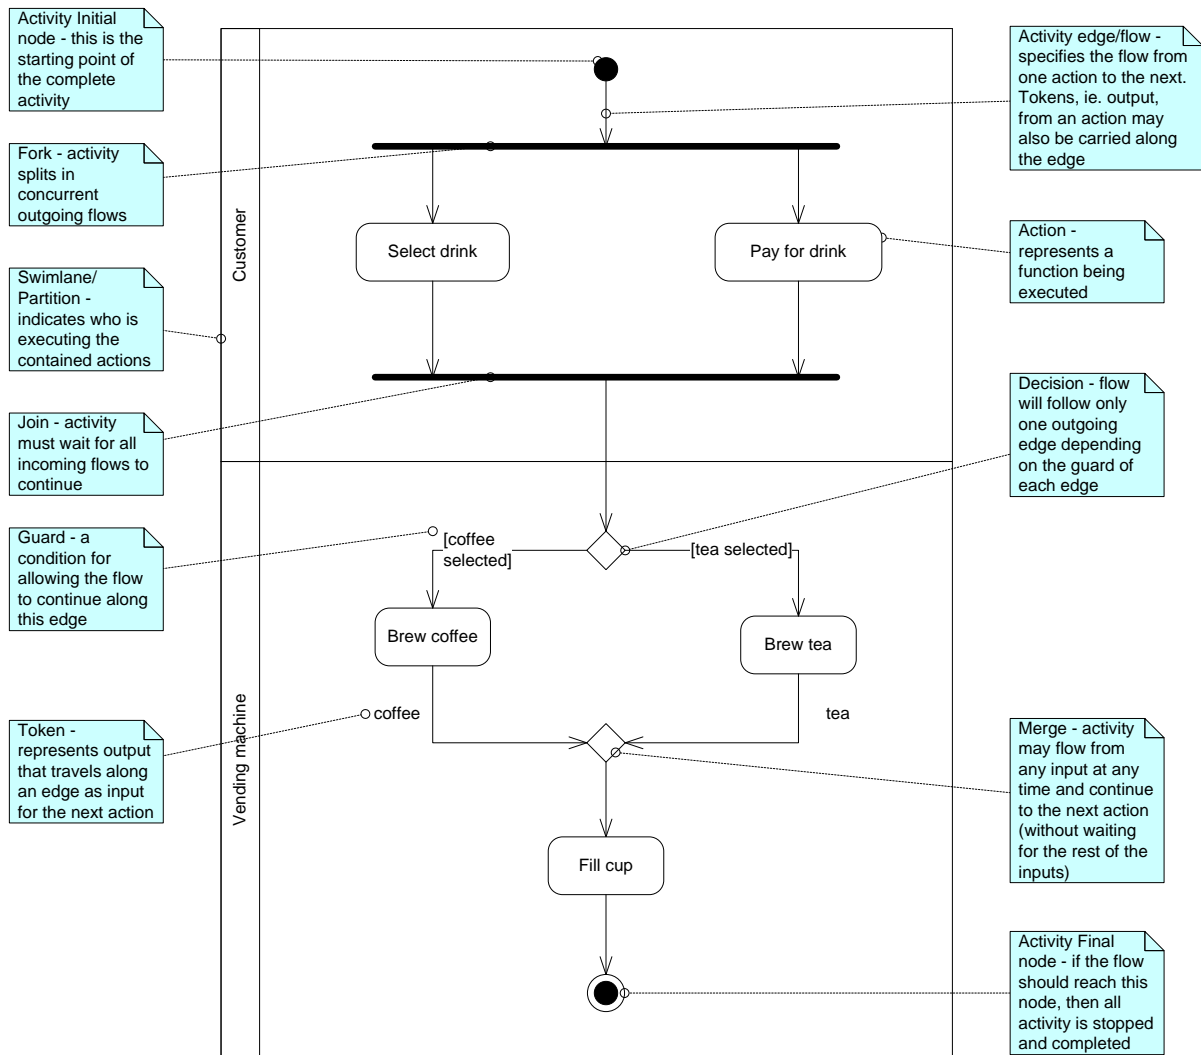 Activity Initial
node - this is the
starting point of
the complete
activity
Activity edge/flow -
specifies the flow from
one action to the next.
Tokens, ie. output,
from an action may
also be carried along
the edge
Fork - activity
splits in
concurrent
outgoing flows
Customer
Select drink
Pay for drink
Action -
represents a
function being
executed
Swimlane/
Partition -
indicates who is
executing the
contained actions
Join - activity
must wait for all
incoming flows to
continue
Decision - flow
will follow only
one outgoing
edge depending
on the guard of
each edge
Guard - a
condition for
allowing the flow
to continue along
this edge
[coffee
selected]
[tea selected]
Brew coffee
Brew tea
Vending machine
Token -
represents output
that travels along
an edge as input
for the next action
coffee
tea
Merge - activity
may flow from
any input at any
time and continue
to the next action
(without waiting
for the rest of the
inputs)
Fill cup
Activity Final
node - if the flow
should reach this
node, then all
activity is stopped
and completed